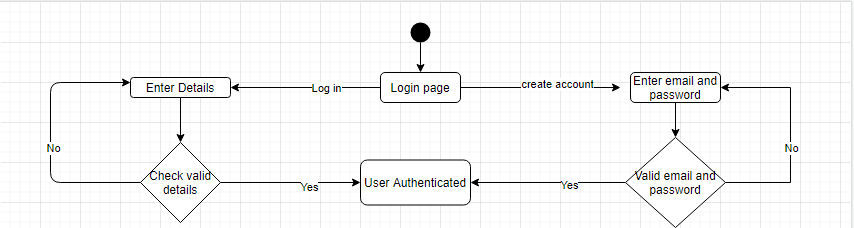 Enter Details
Log in
Login page
create account
Enter email and
password
No
Check valid
details
Yes
User Authenticated
Yes
Valid email and
password
No